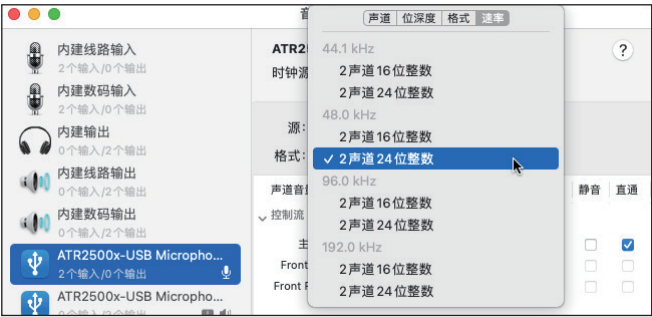 内建线路输入
2个输入/0个输出
内建数码输入
2个输入/0个输出
内建输出
0个输入/2个输出
内建线路输出
0个输入/2个输出
内建数码输出
0个输入/2个输出
ATR2500x-USB Micropho...
2个输入/0个输出
ATR2500x-USB Micropho...
音
ATR2
时钟源
?
源:
格式:
声道音
静音
直通
控制流
主
Front
Front
声道
位深度
格式
速率
44.1 kHz
2声道16位整数
2声道24位整数
48.0 kHz
2声道16位整数
✓ 2声道24位整数
96.0 kHz
2声道16位整数
2声道24位整数
192.0 kHz
2声道16位整数
2声道24位整数